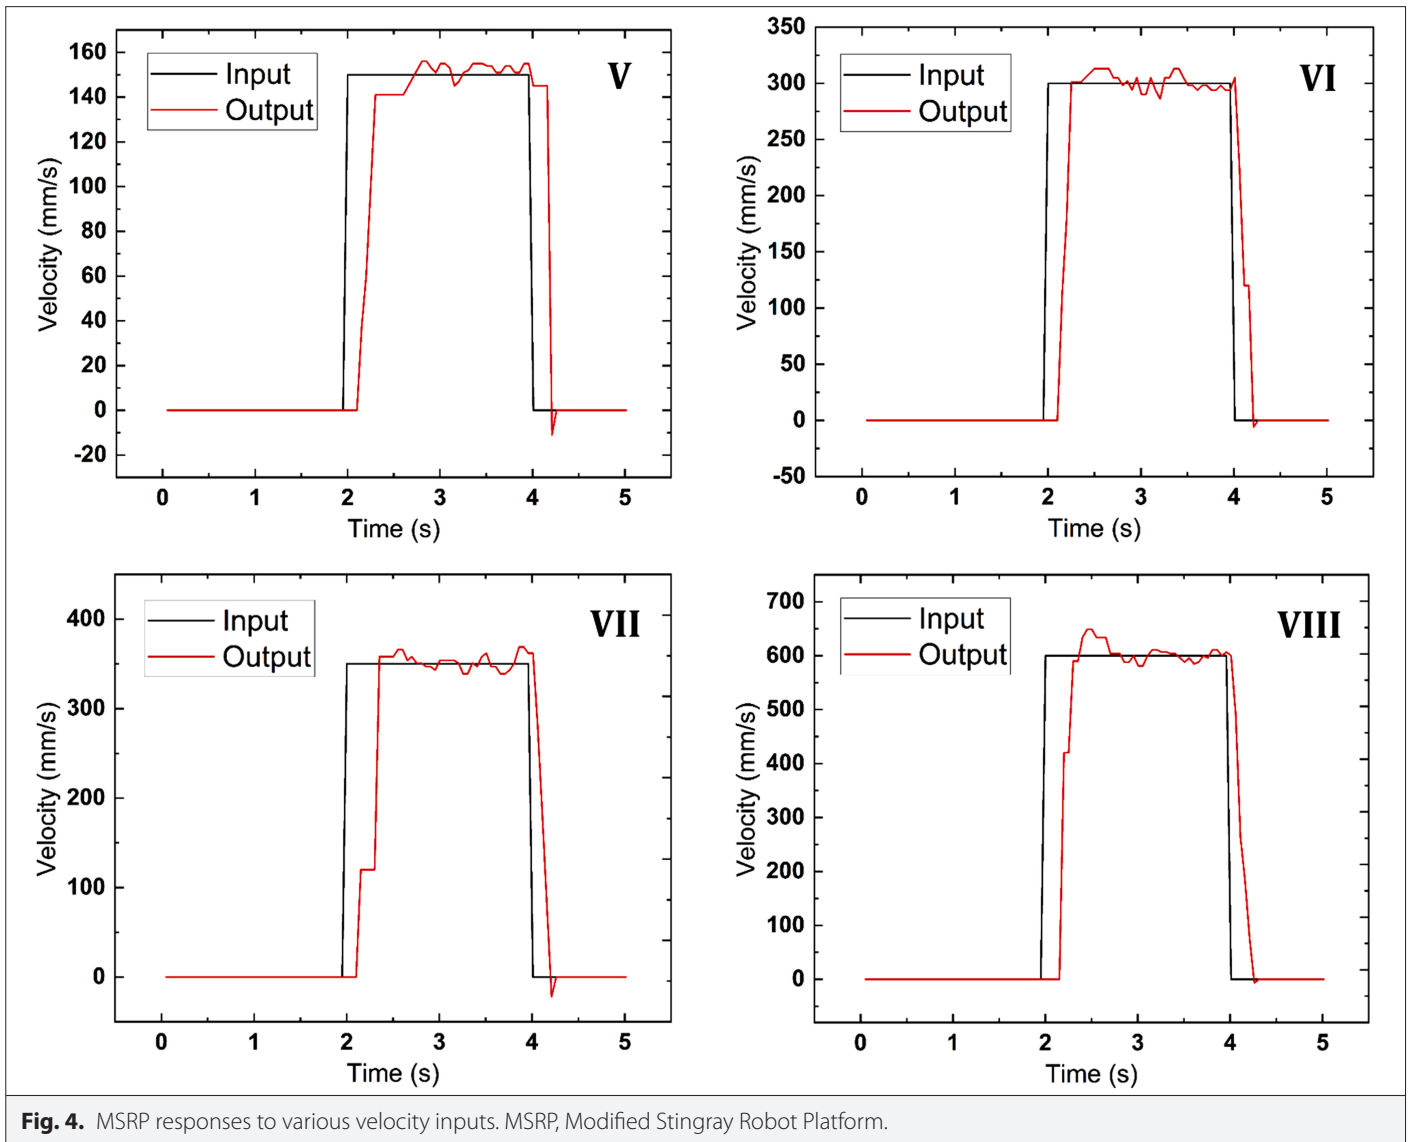 V
Input
Output
160
140
120
100
80
60
40
20
0
-20
Velocity (mm/s)
0 1 2 3 4 5
Time (s)
VI
Input
Output
350
300
250
200
150
100
50
0
-50
Velocity (mm/s)
0 1 2 3 4 5
Time (s)
VII
Input
Output
400
300
200
100
0
Velocity (mm/s)
0 1 2 3 4 5
Time (s)
VIII
Input
Output
700
600
500
400
300
200
100
0
Velocity (mm/s)
0 1 2 3 4 5
Time (s)
Fig. 4. MSRP responses to various velocity inputs. MSRP, Modified Stingray Robot Platform.